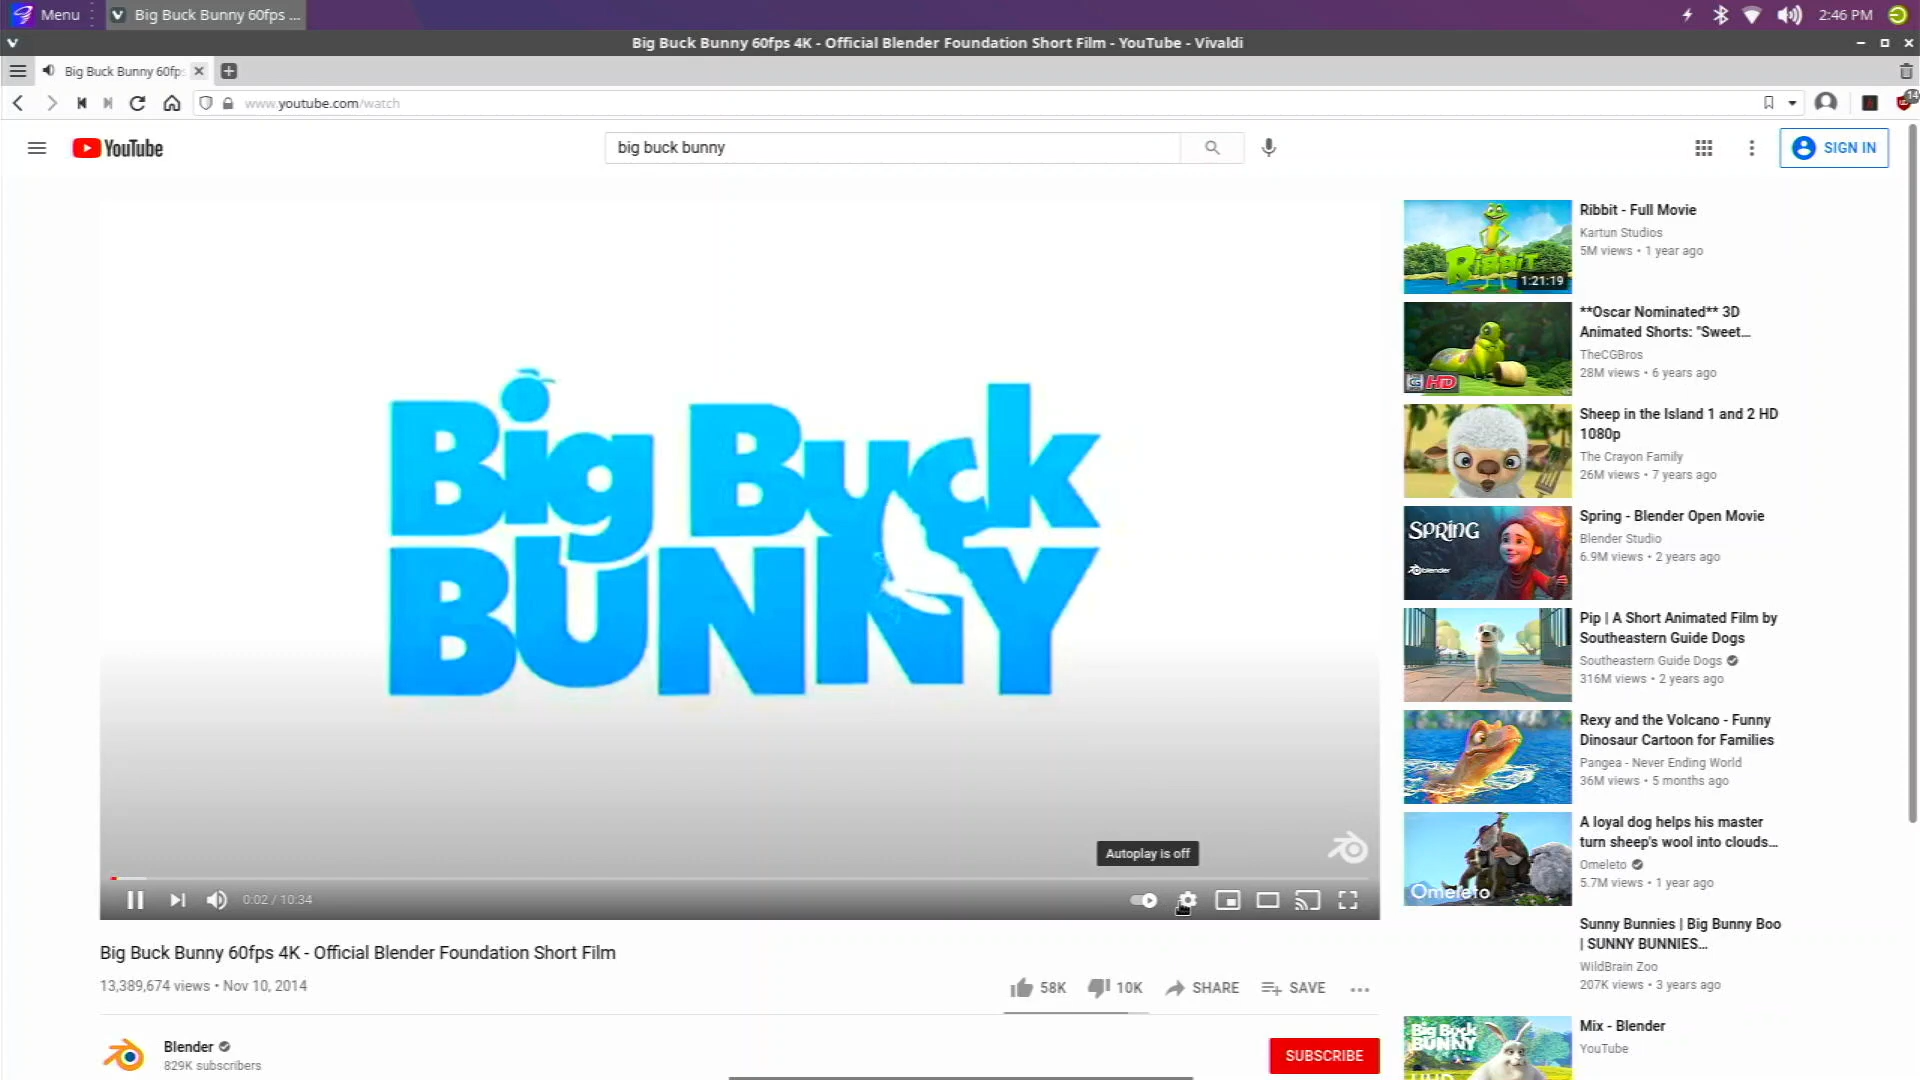 Menu
Big Buck Bunny 60fps ...
2:46 PM
Big Buck Bunny 60fps 4K - Official Blender Foundation Short Film - YouTube - Vivaldi
Big Buck Bunny 60fps
www.youtube.com/watch
14
YouTube
big buck bunny
SIGN IN
Big Buck
BUNNY
Autoplay is off
0:02 / 10:34
Big Buck Bunny 60fps 4K - Official Blender Foundation Short Film
13,389,674 views • Nov 10, 2014
58K
10K
SHARE
SAVE
Blender
829K subscribers
SUBSCRIBE
RiBBiT
1:21:19
Ribbit - Full Movie
Kartun Studios
5M views • 1 year ago
CG HD
**Oscar Nominated** 3D
Animated Shorts: "Sweet...
TheCGBros
28M views • 6 years ago
Sheep in the Island 1 and 2 HD
1080p
The Crayon Family
26M views • 7 years ago
SPRiNG
blender
Spring - Blender Open Movie
Blender Studio
6.9M views • 2 years ago
Pip | A Short Animated Film by
Southeastern Guide Dogs
Southeastern Guide Dogs
316M views • 2 years ago
Rexy and the Volcano - Funny
Dinosaur Cartoon for Families
Pangea - Never Ending World
36M views • 5 months ago
Omeleto
A loyal dog helps his master
turn sheep's wool into clouds...
Omeleto
5.7M views • 1 year ago
Sunny Bunnies | Big Bunny Boo
| SUNNY BUNNIES...
WildBrain Zoo
207K views • 3 years ago
Big Buck
BUNNY
Mix - Blender
YouTube